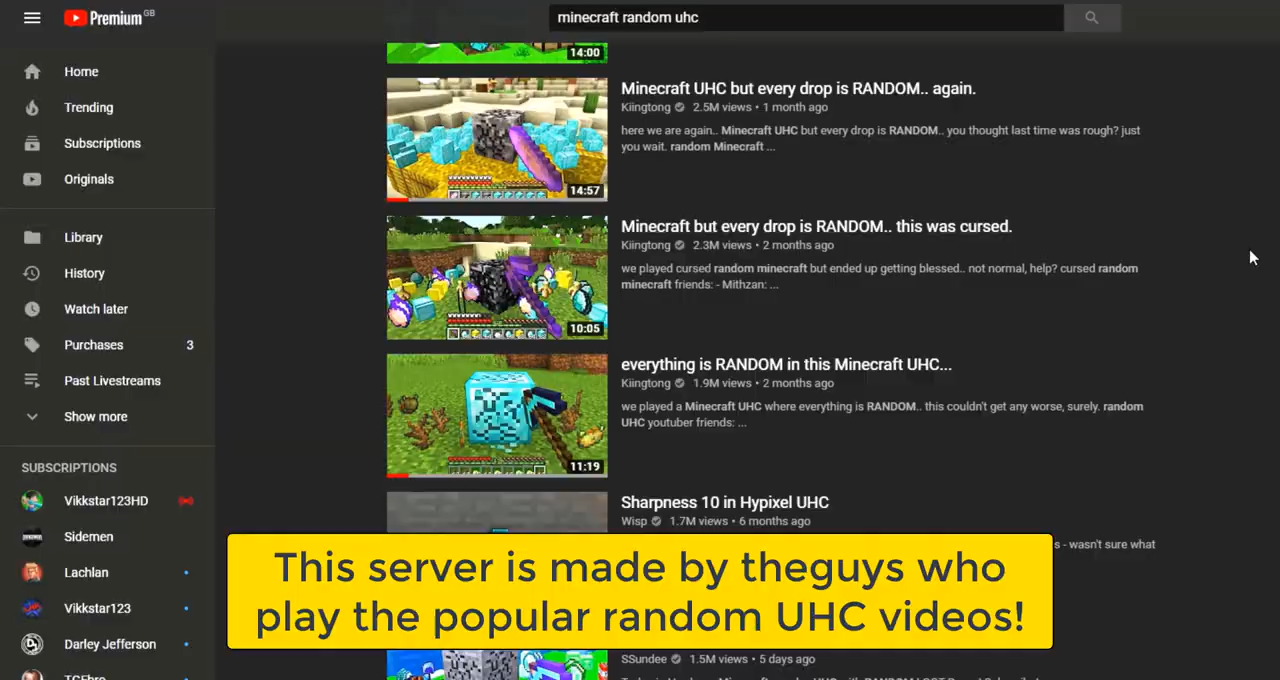 Premium GB
minecraft random uhc
Home
Trending
Subscriptions
Originals
Library
History
Watch later
Purchases 3
Past Livestreams
Show more
SUBSCRIPTIONS
Vikkstar123HD
Sidemen
Lachlan
Vikkstar123
Darley Jefferson
14:00
Minecraft UHC but every drop is RANDOM.. again.
Kiingtong 2.5M views • 1 month ago
here we are again.. Minecraft UHC but every drop is RANDOM.. you thought last time was rough? just
you wait. random Minecraft ...
14:57
Minecraft but every drop is RANDOM.. this was cursed.
Kiingtong 2.3M views • 2 months ago
we played cursed random minecraft but ended up getting blessed.. not normal, help? cursed random
minecraft friends: - Mithzan: ...
10:05
everything is RANDOM in this Minecraft UHC...
Kiingtong 1.9M views • 2 months ago
we played a Minecraft UHC where everything is RANDOM.. this couldn't get any worse, surely. random
UHC youtuber friends: ...
11:19
Sharpness 10 in Hypixel UHC
Wisp 1.7M views • 6 months ago
s - wasn't sure what
This server is made by theguys who
play the popular random UHC videos!
SSundee 1.5M views • 5 days ago